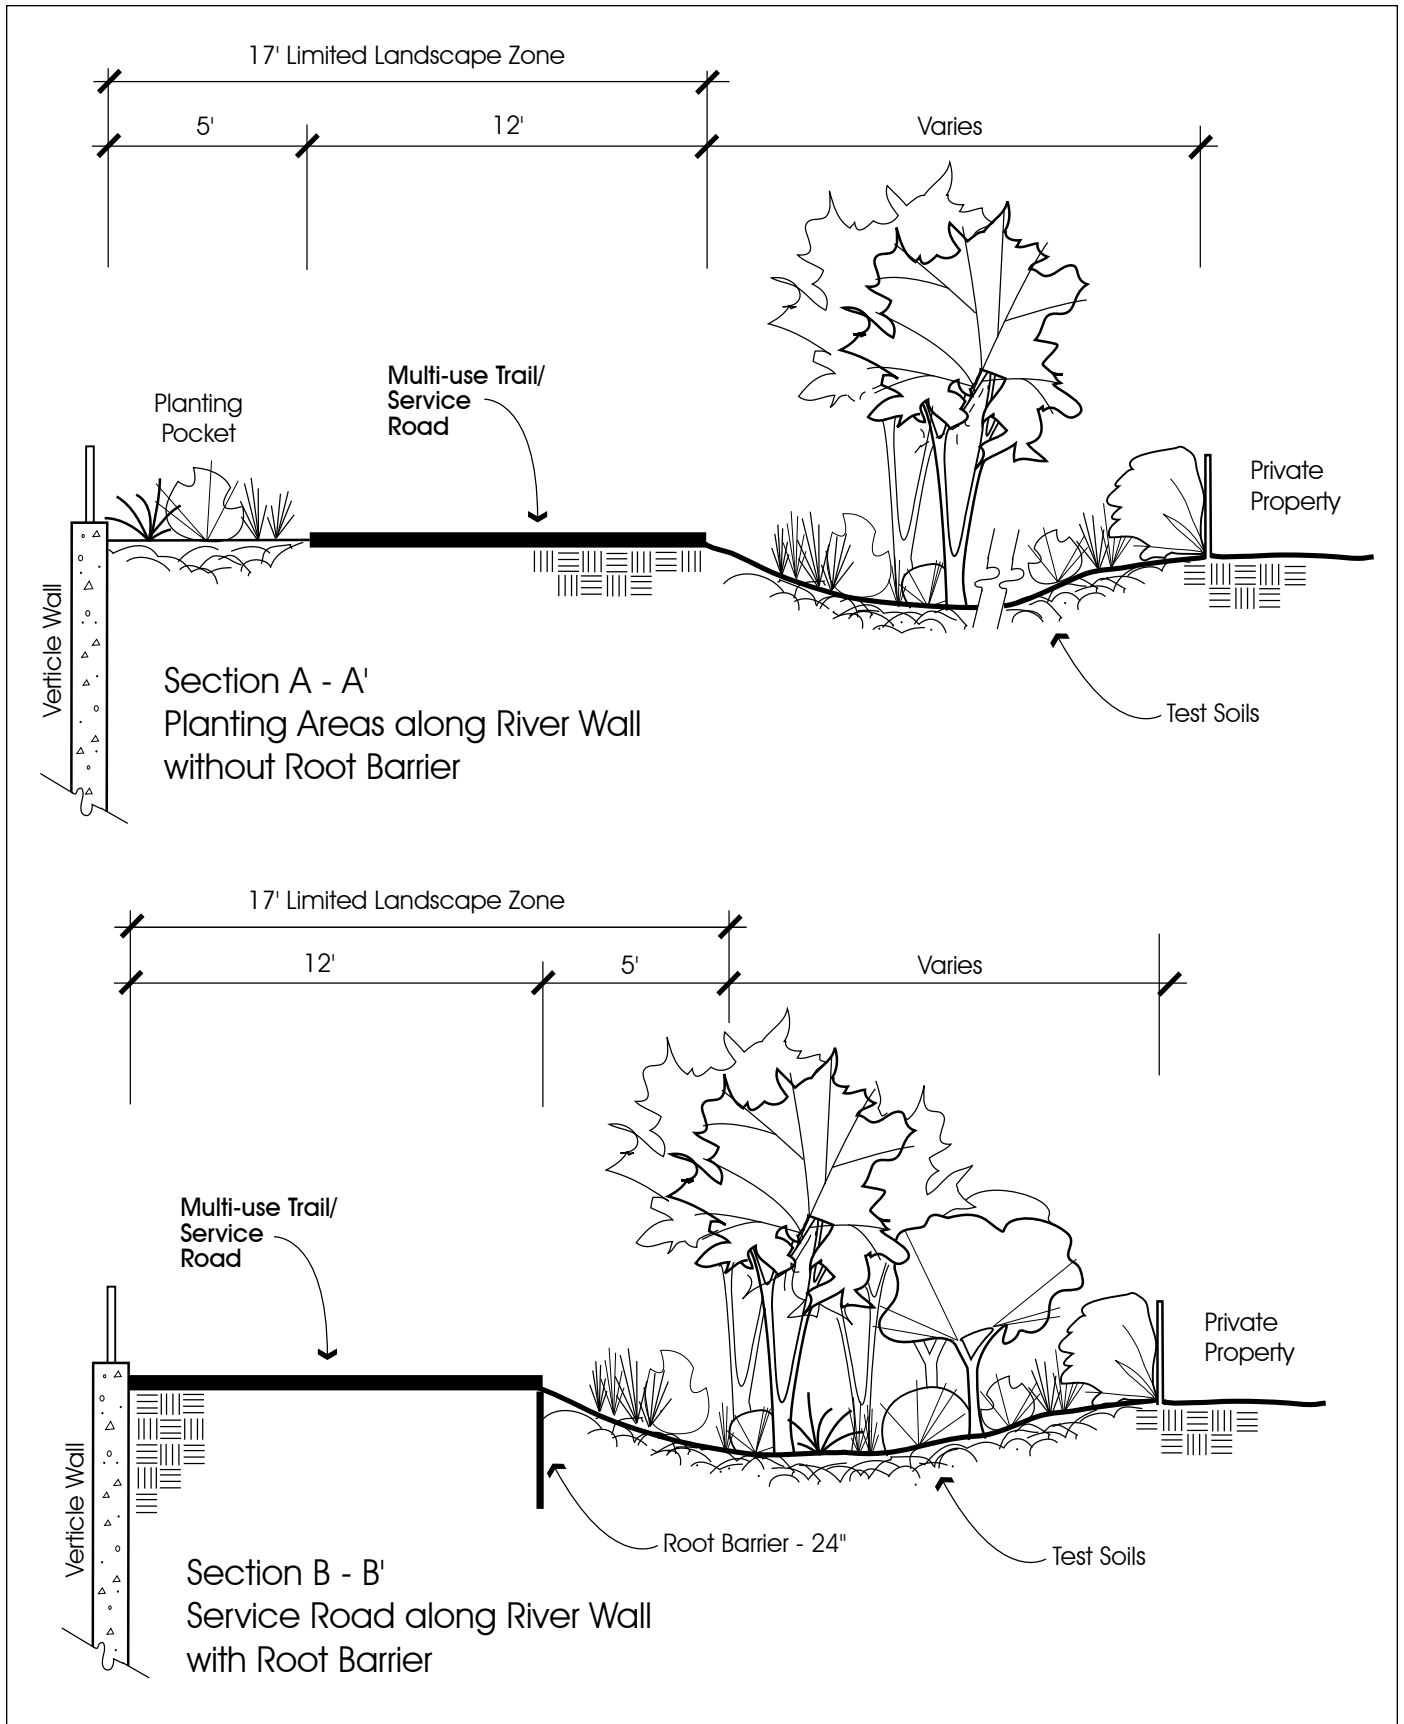 17' Limited Landscape Zone
5'
12'
Varies
Multi-use Trail/
Service
Road
Planting
Pocket
Private
Property
Verticle Wall
Test Soils
Section A - A'
Planting Areas along River Wall
without Root Barrier
17' Limited Landscape Zone
12'
5'
Varies
Multi-use Trail/
Service
Road
Private
Property
Verticle Wall
Root Barrier - 24"
Test Soils
Section B - B'
Service Road along River Wall
with Root Barrier